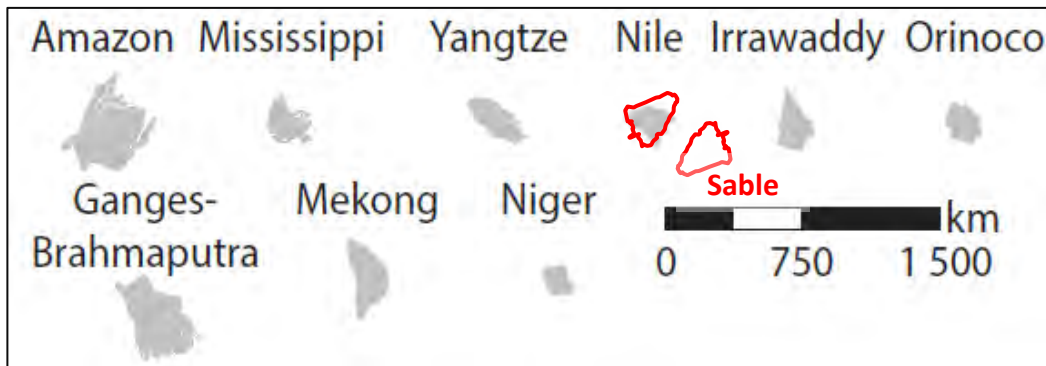 Amazon Mississippi Yangtze Nile Irrawaddy Orinoco
Sable
Ganges-
Brahmaputra
Mekong
Niger
km
0 750 1 500